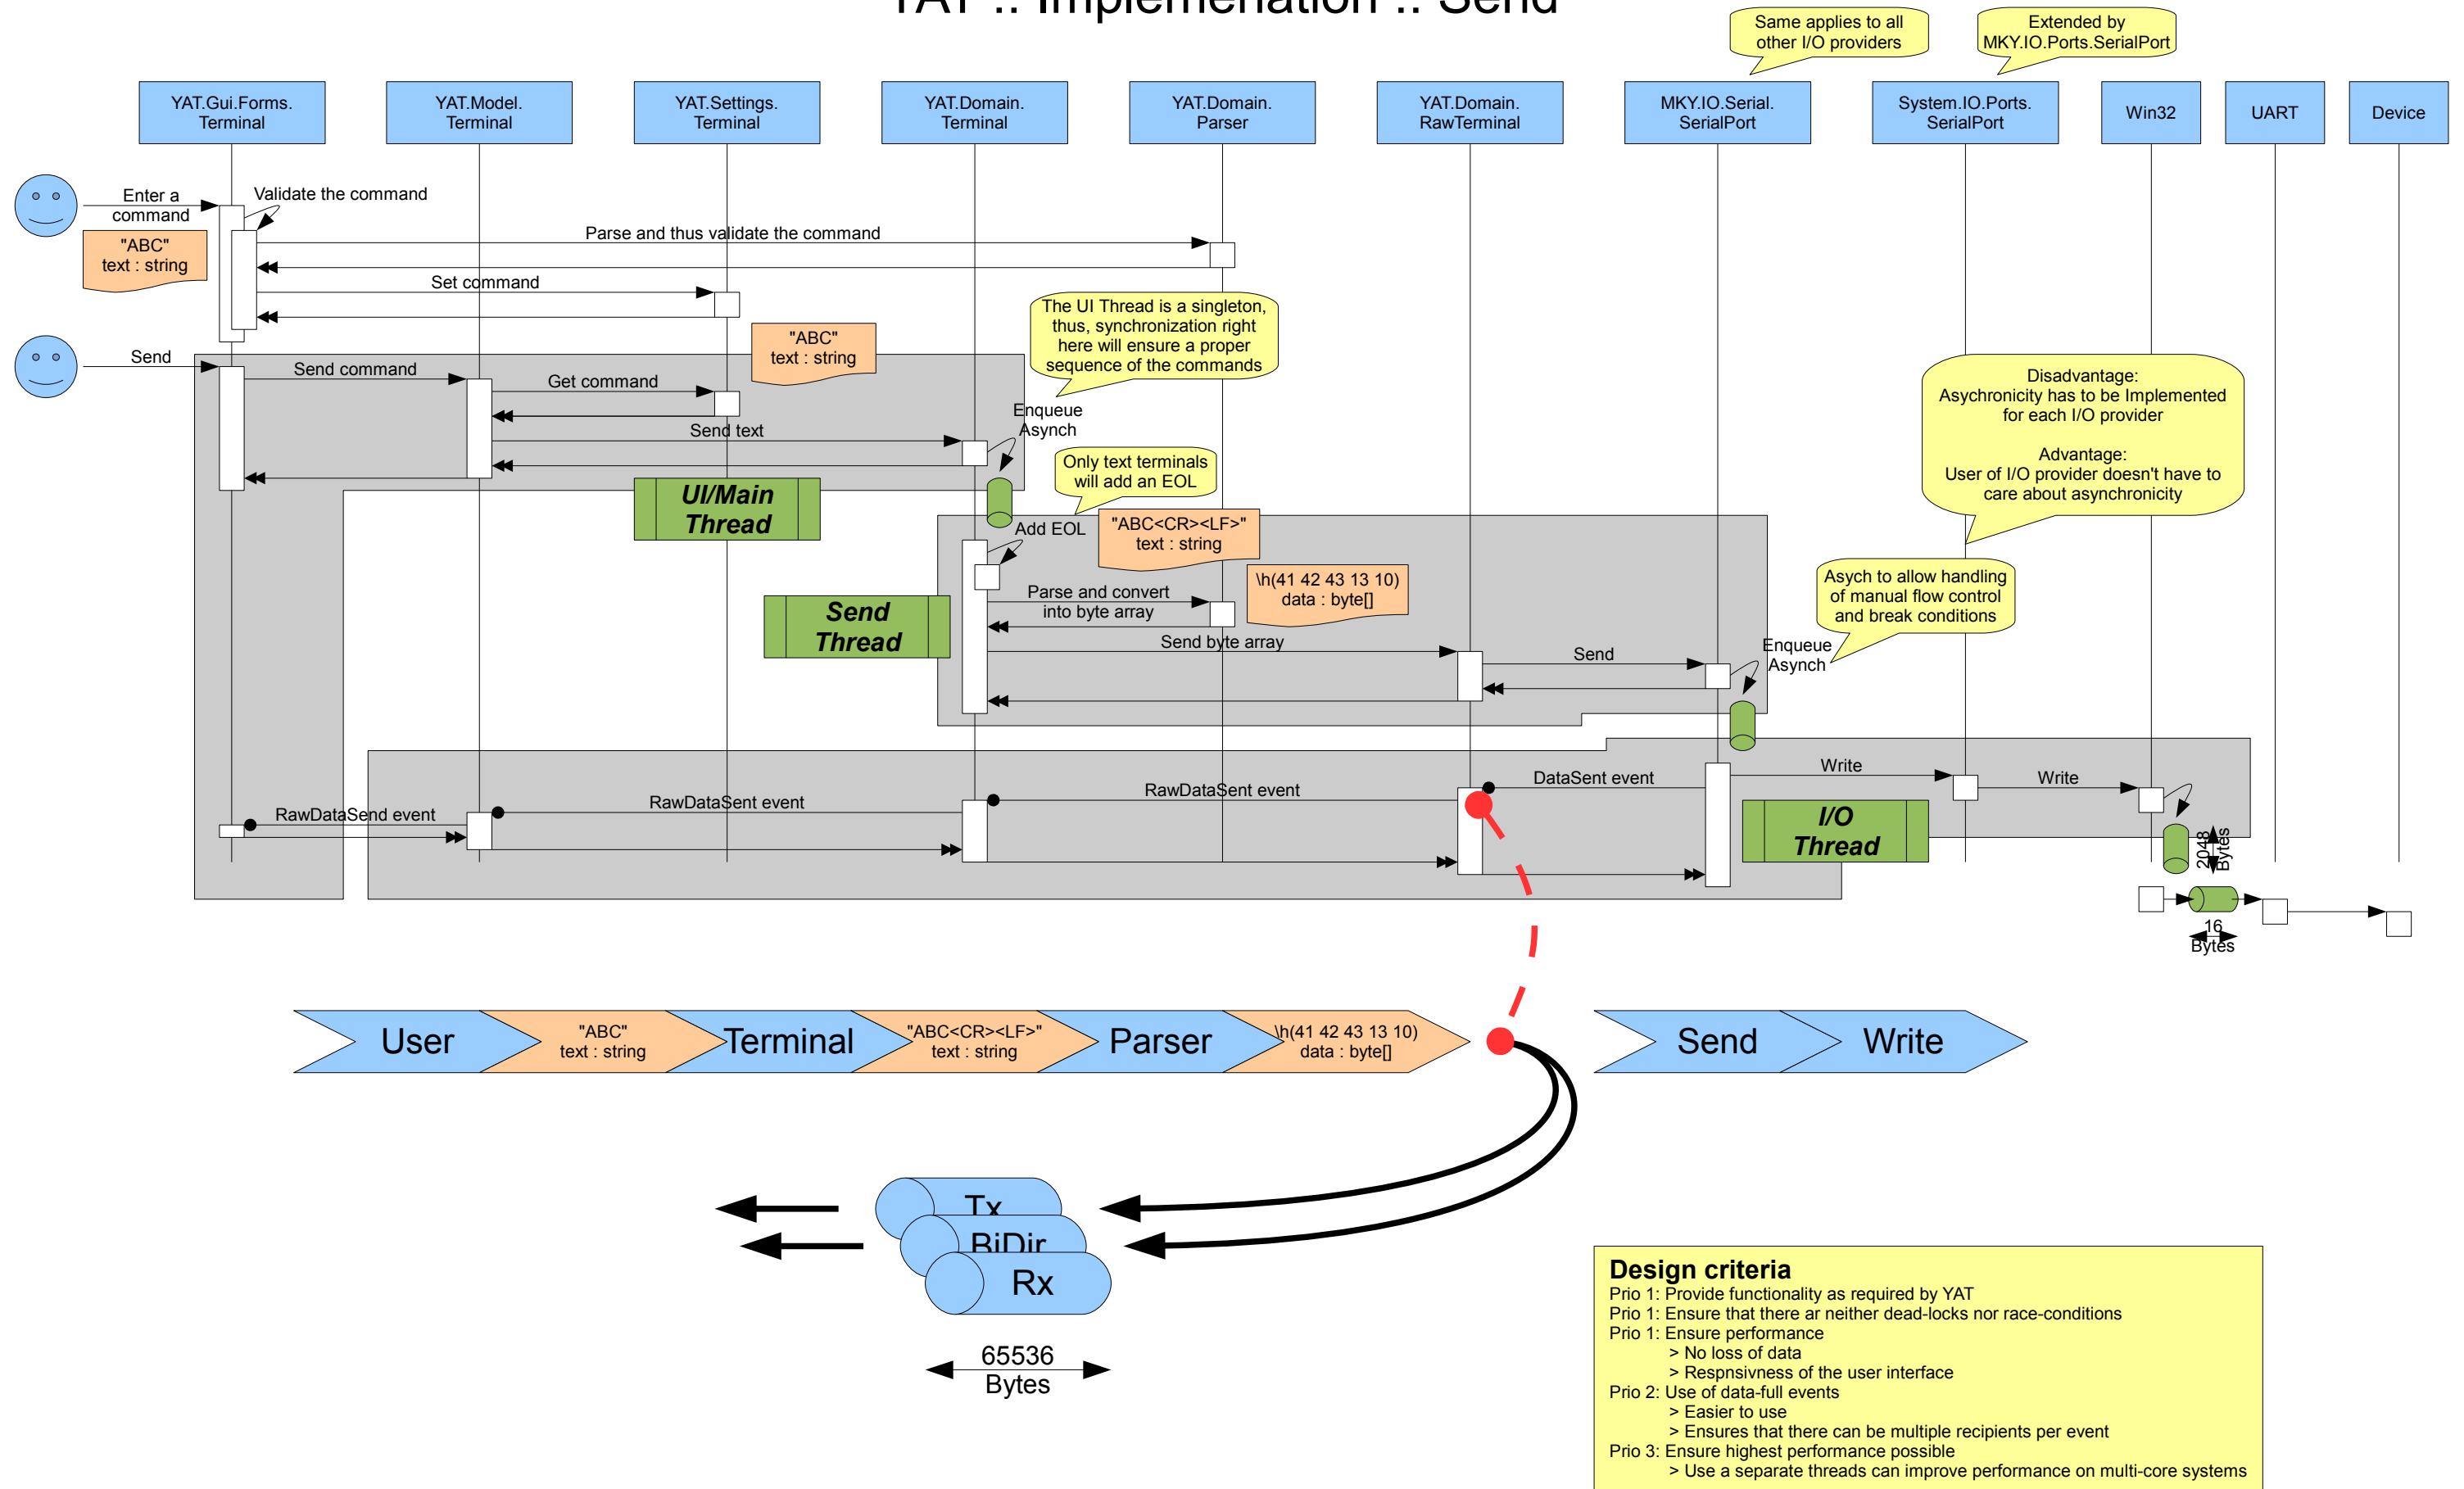 YAT :: Implemenation :: Send
Same applies to all
other I/O providers
Extended by
MKY.IO.Ports.SerialPort
YAT.Gui.Forms.
Terminal
YAT.Model.
Terminal
YAT.Settings.
Terminal
YAT.Domain.
Terminal
YAT.Domain.
Parser
YAT.Domain.
RawTerminal
MKY.IO.Serial.
SerialPort
System.IO.Ports.
SerialPort
Win32
UART
Device
Enter a
command
Validate the command
"ABC"
text : string
Parse and thus validate the command
Set command
The UI Thread is a singleton,
thus, synchronization right
here will ensure a proper
sequence of the commands
"ABC"
text : string
Send
Send command
Get command
Send text
Enqueue
Asynch
Disadvantage:
Asychronicity has to be Implemented
for each I/O provider
Advantage:
User of I/O provider doesn't have to
care about asynchronicity
Only text terminals
will add an EOL
UI/Main
Thread
Add EOL
"ABC<CR><LF>"
text : string
\h(41 42 43 13 10)
data : byte[]
Asych to allow handling
of manual flow control
and break conditions
Parse and convert
into byte array
Send
Thread
Send byte array
Send
Enqueue
Asynch
Write
Write
DataSent event
RawDataSent event
RawDataSent event
RawDataSend event
I/O
Thread
2048
Bytes
16
Bytes
User
"ABC"
text : string
Terminal
"ABC<CR><LF>"
text : string
Parser
\h(41 42 43 13 10)
data : byte[]
Send
Write
Tx
BiDir
Rx
65536
Bytes
Design criteria
Prio 1: Provide functionality as required by YAT
Prio 1: Ensure that there ar neither dead-locks nor race-conditions
Prio 1: Ensure performance
> No loss of data
> Respnsivness of the user interface
Prio 2: Use of data-full events
> Easier to use
> Ensures that there can be multiple recipients per event
Prio 3: Ensure highest performance possible
> Use a separate threads can improve performance on multi-core systems